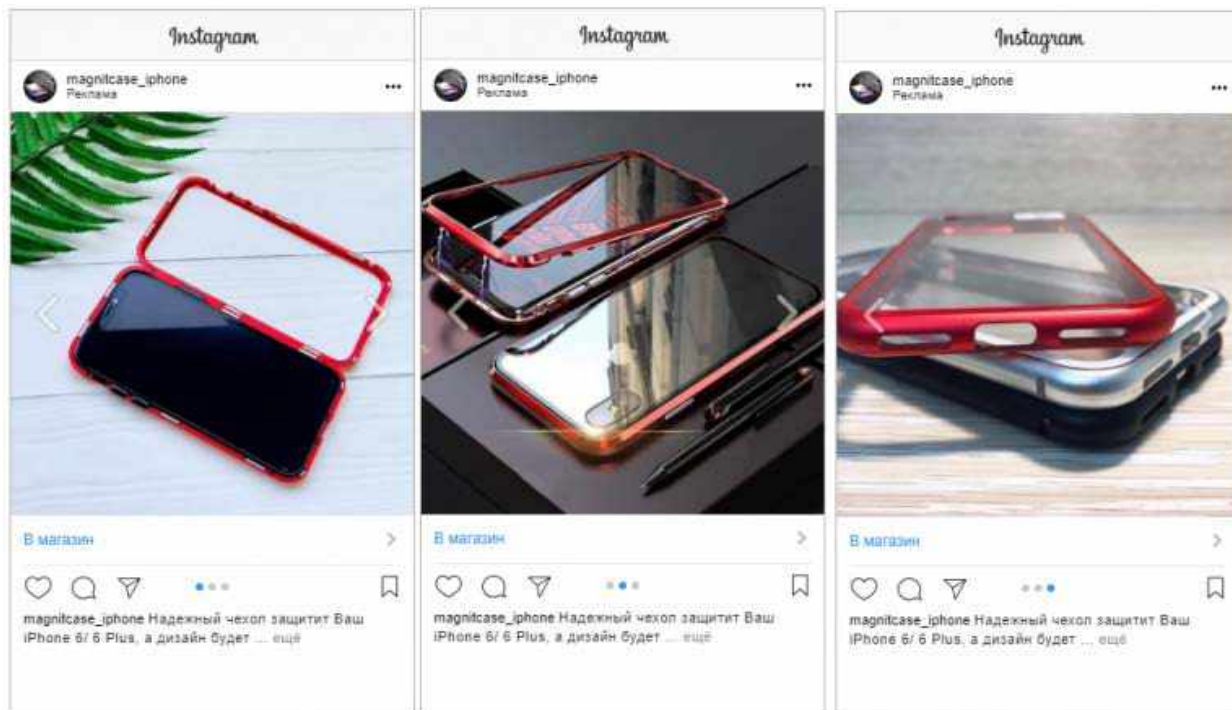 Instagram
magnitcase_iphone
Реклама
В магазин
magnitcase_iphone Надежный чехол защитит Ваш
iPhone 6/ 6 Plus, а дизайн будет ... ещё
Instagram
magnitcase_iphone
Реклама
В магазин
magnitcase_iphone Надежный чехол защитит Ваш
iPhone 6/ 6 Plus, а дизайн будет ... ещё
Instagram
magnitcase_iphone
Реклама
В магазин
magnitcase_iphone Надежный чехол защитит Ваш
iPhone 6/ 6 Plus, а дизайн будет ... ещё